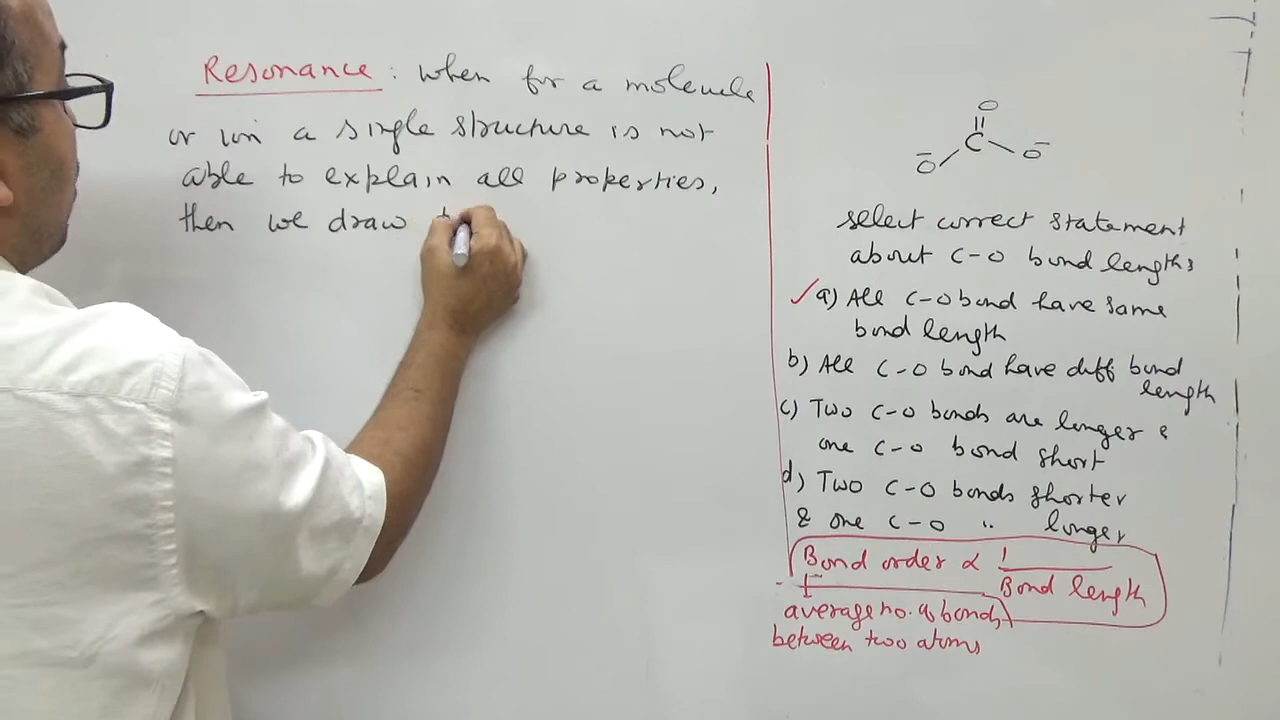 Resonance : when for a molecule
or ion a single structure is not
able to explain all properties,
then we draw
O
||
C
O⁻ O⁻
select correct statement
about C-O bond lengths
✓ a) All C-O bond have same
bond length
b) All C-O bond have diff bond
length
c) Two C-O bonds are longer &
one C-O bond short
d) Two C-O bonds shorter
& one C-O " longer
Bond order ∝ 1
Bond length
average no. of bonds
between two atoms